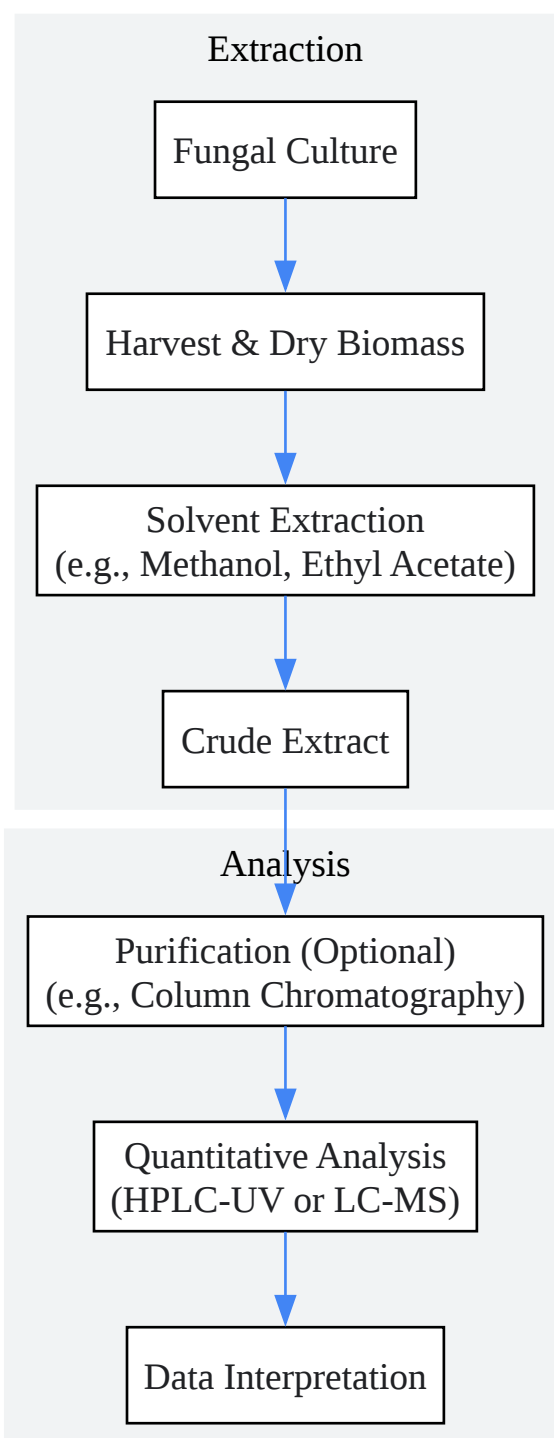 Extraction
Fungal Culture
Harvest & Dry Biomass
Solvent Extraction
(e.g., Methanol, Ethyl Acetate)
Crude Extract
Analysis
Purification (Optional)
(e.g., Column Chromatography)
Quantitative Analysis
(HPLC-UV or LC-MS)
Data Interpretation